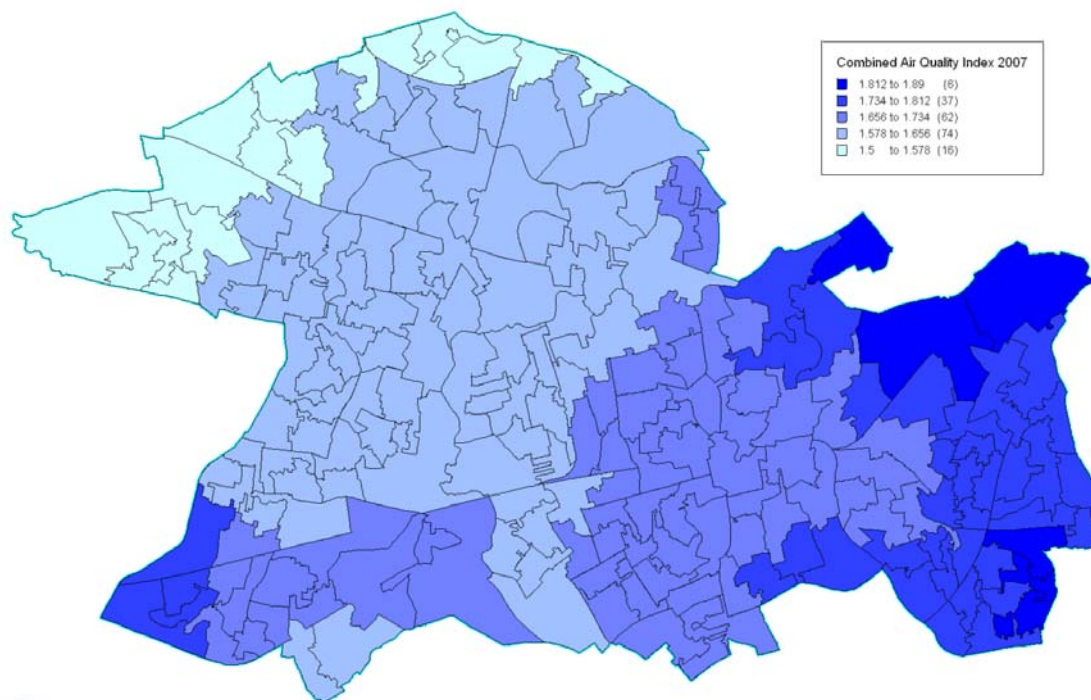 Combined Air Quality Index 2007
1.812 to 1.89 (6)
1.734 to 1.812 (37)
1.656 to 1.734 (62)
1.578 to 1.656 (74)
1.5 to 1.578 (16)